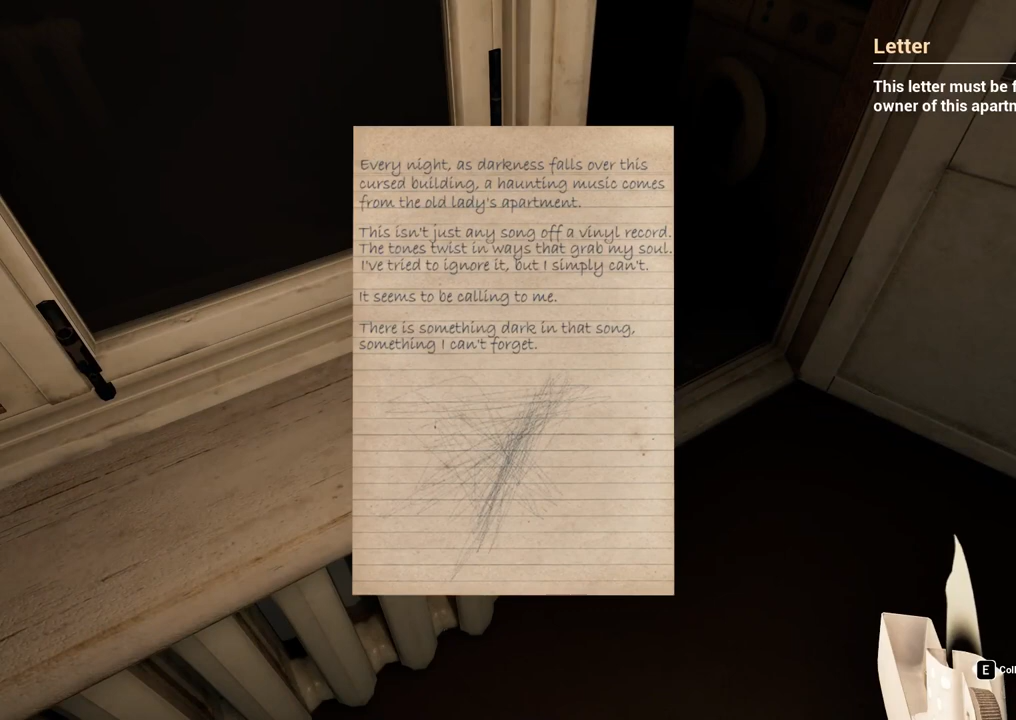 Letter
This letter must be
owner of this
Every night, as darkness falls over this
cursed building, a haunting music comes
from the old lady's apartment.
This isn't just any song off a vinyl record.
The tones twist in ways that grab my soul.
I've tried to ignore it, but I simply can't.
It seems to be calling to me.
There is something dark in that song,
something I can't forget.
E